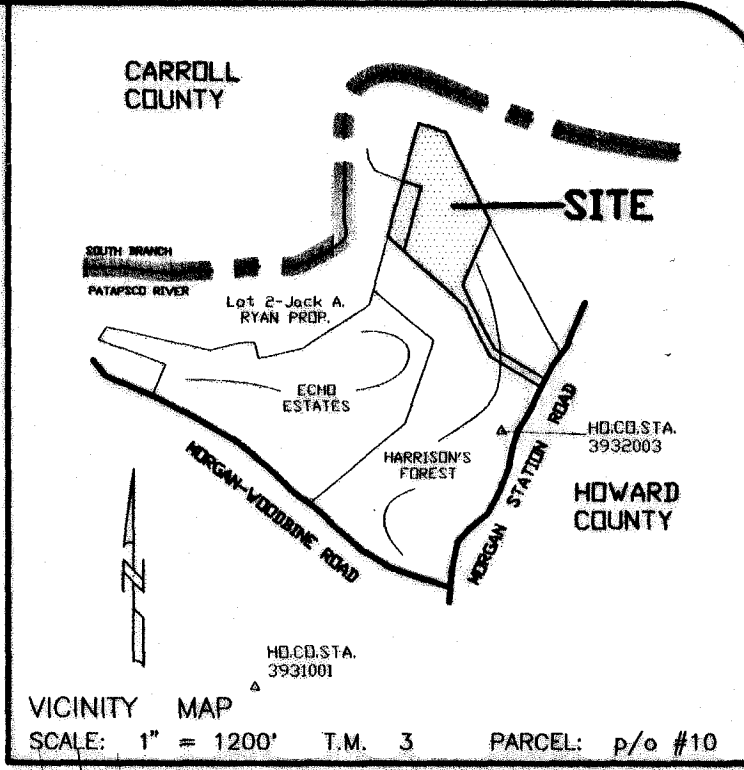 CARROLL
COUNTY
SITE
SOUTH BRANCH
PATAPSCO RIVER
Lot 2-Jack A.
RYAN PROP.
ECHO
ESTATES
HO.CO.STA.
3932003
HARRISON'S
FOREST
MORGAN STATION ROAD
HOWARD
COUNTY
MORGAN-WOODBINE ROAD
N
HO.CO.STA.
3931001
VICINITY MAP
SCALE: 1" = 1200' T.M. 3 PARCEL: p/o #10